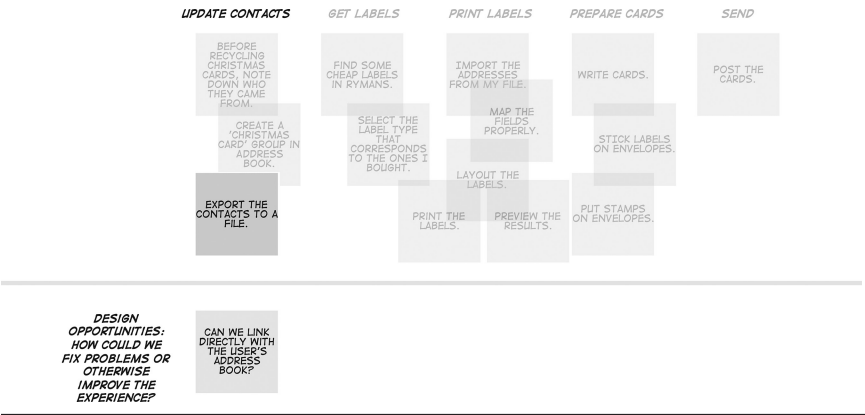 UPDATE CONTACTS
GET LABELS
PRINT LABELS
PREPARE CARDS
SEND
BEFORE
RECYCLING
CHRISTMAS
CARDS, NOTE
DOWN WHO
THEY CAME
FROM.
CREATE A
'CHRISTMAS
CARD' GROUP IN
ADDRESS
BOOK.
EXPORT THE
CONTACTS TO A
FILE.
FIND SOME
CHEAP LABELS
IN RYMANS.
SELECT THE
LABEL TYPE
THAT
CORRESPONDS
TO THE ONES I
BOUGHT.
IMPORT THE
ADDRESSES
FROM MY FILE.
MAP THE
FIELDS
PROPERLY.
LAYOUT THE
LABELS.
PRINT THE
LABELS.
PREVIEW THE
RESULTS.
WRITE CARDS.
STICK LABELS
ON ENVELOPES.
PUT STAMPS
ON ENVELOPES.
POST THE
CARDS.
DESIGN
OPPORTUNITIES:
HOW COULD WE
FIX PROBLEMS OR
OTHERWISE
IMPROVE THE
EXPERIENCE?
CAN WE LINK
DIRECTLY WITH
THE USER'S
ADDRESS
BOOK?